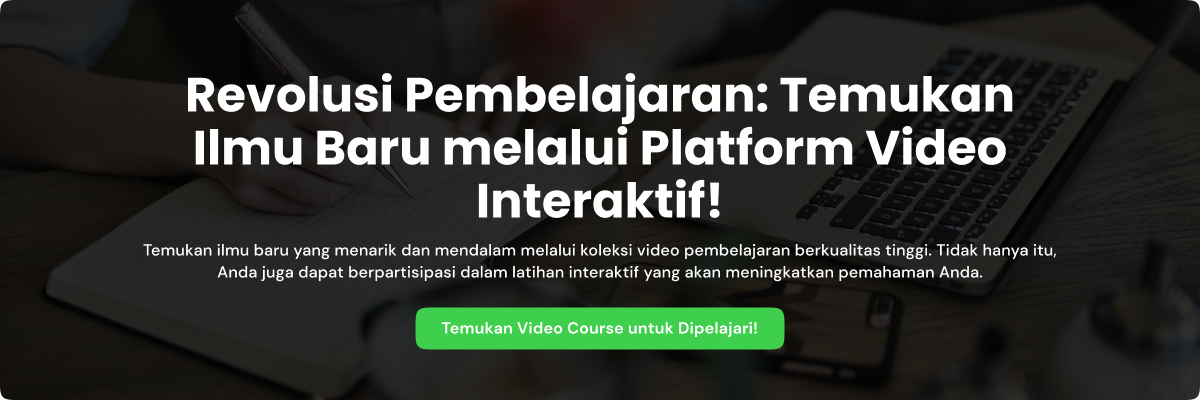 Revolusi Pembelajaran: Temukan
Ilmu Baru melalui Platform Video
Interaktif!
Temukan ilmu baru yang menarik dan mendalam melalui koleksi video pembelajaran berkualitas tinggi. Tidak hanya itu,
Anda juga dapat berpartisipasi dalam latihan interaktif yang akan meningkatkan pemahaman Anda.
Temukan Video Course untuk Dipelajari!